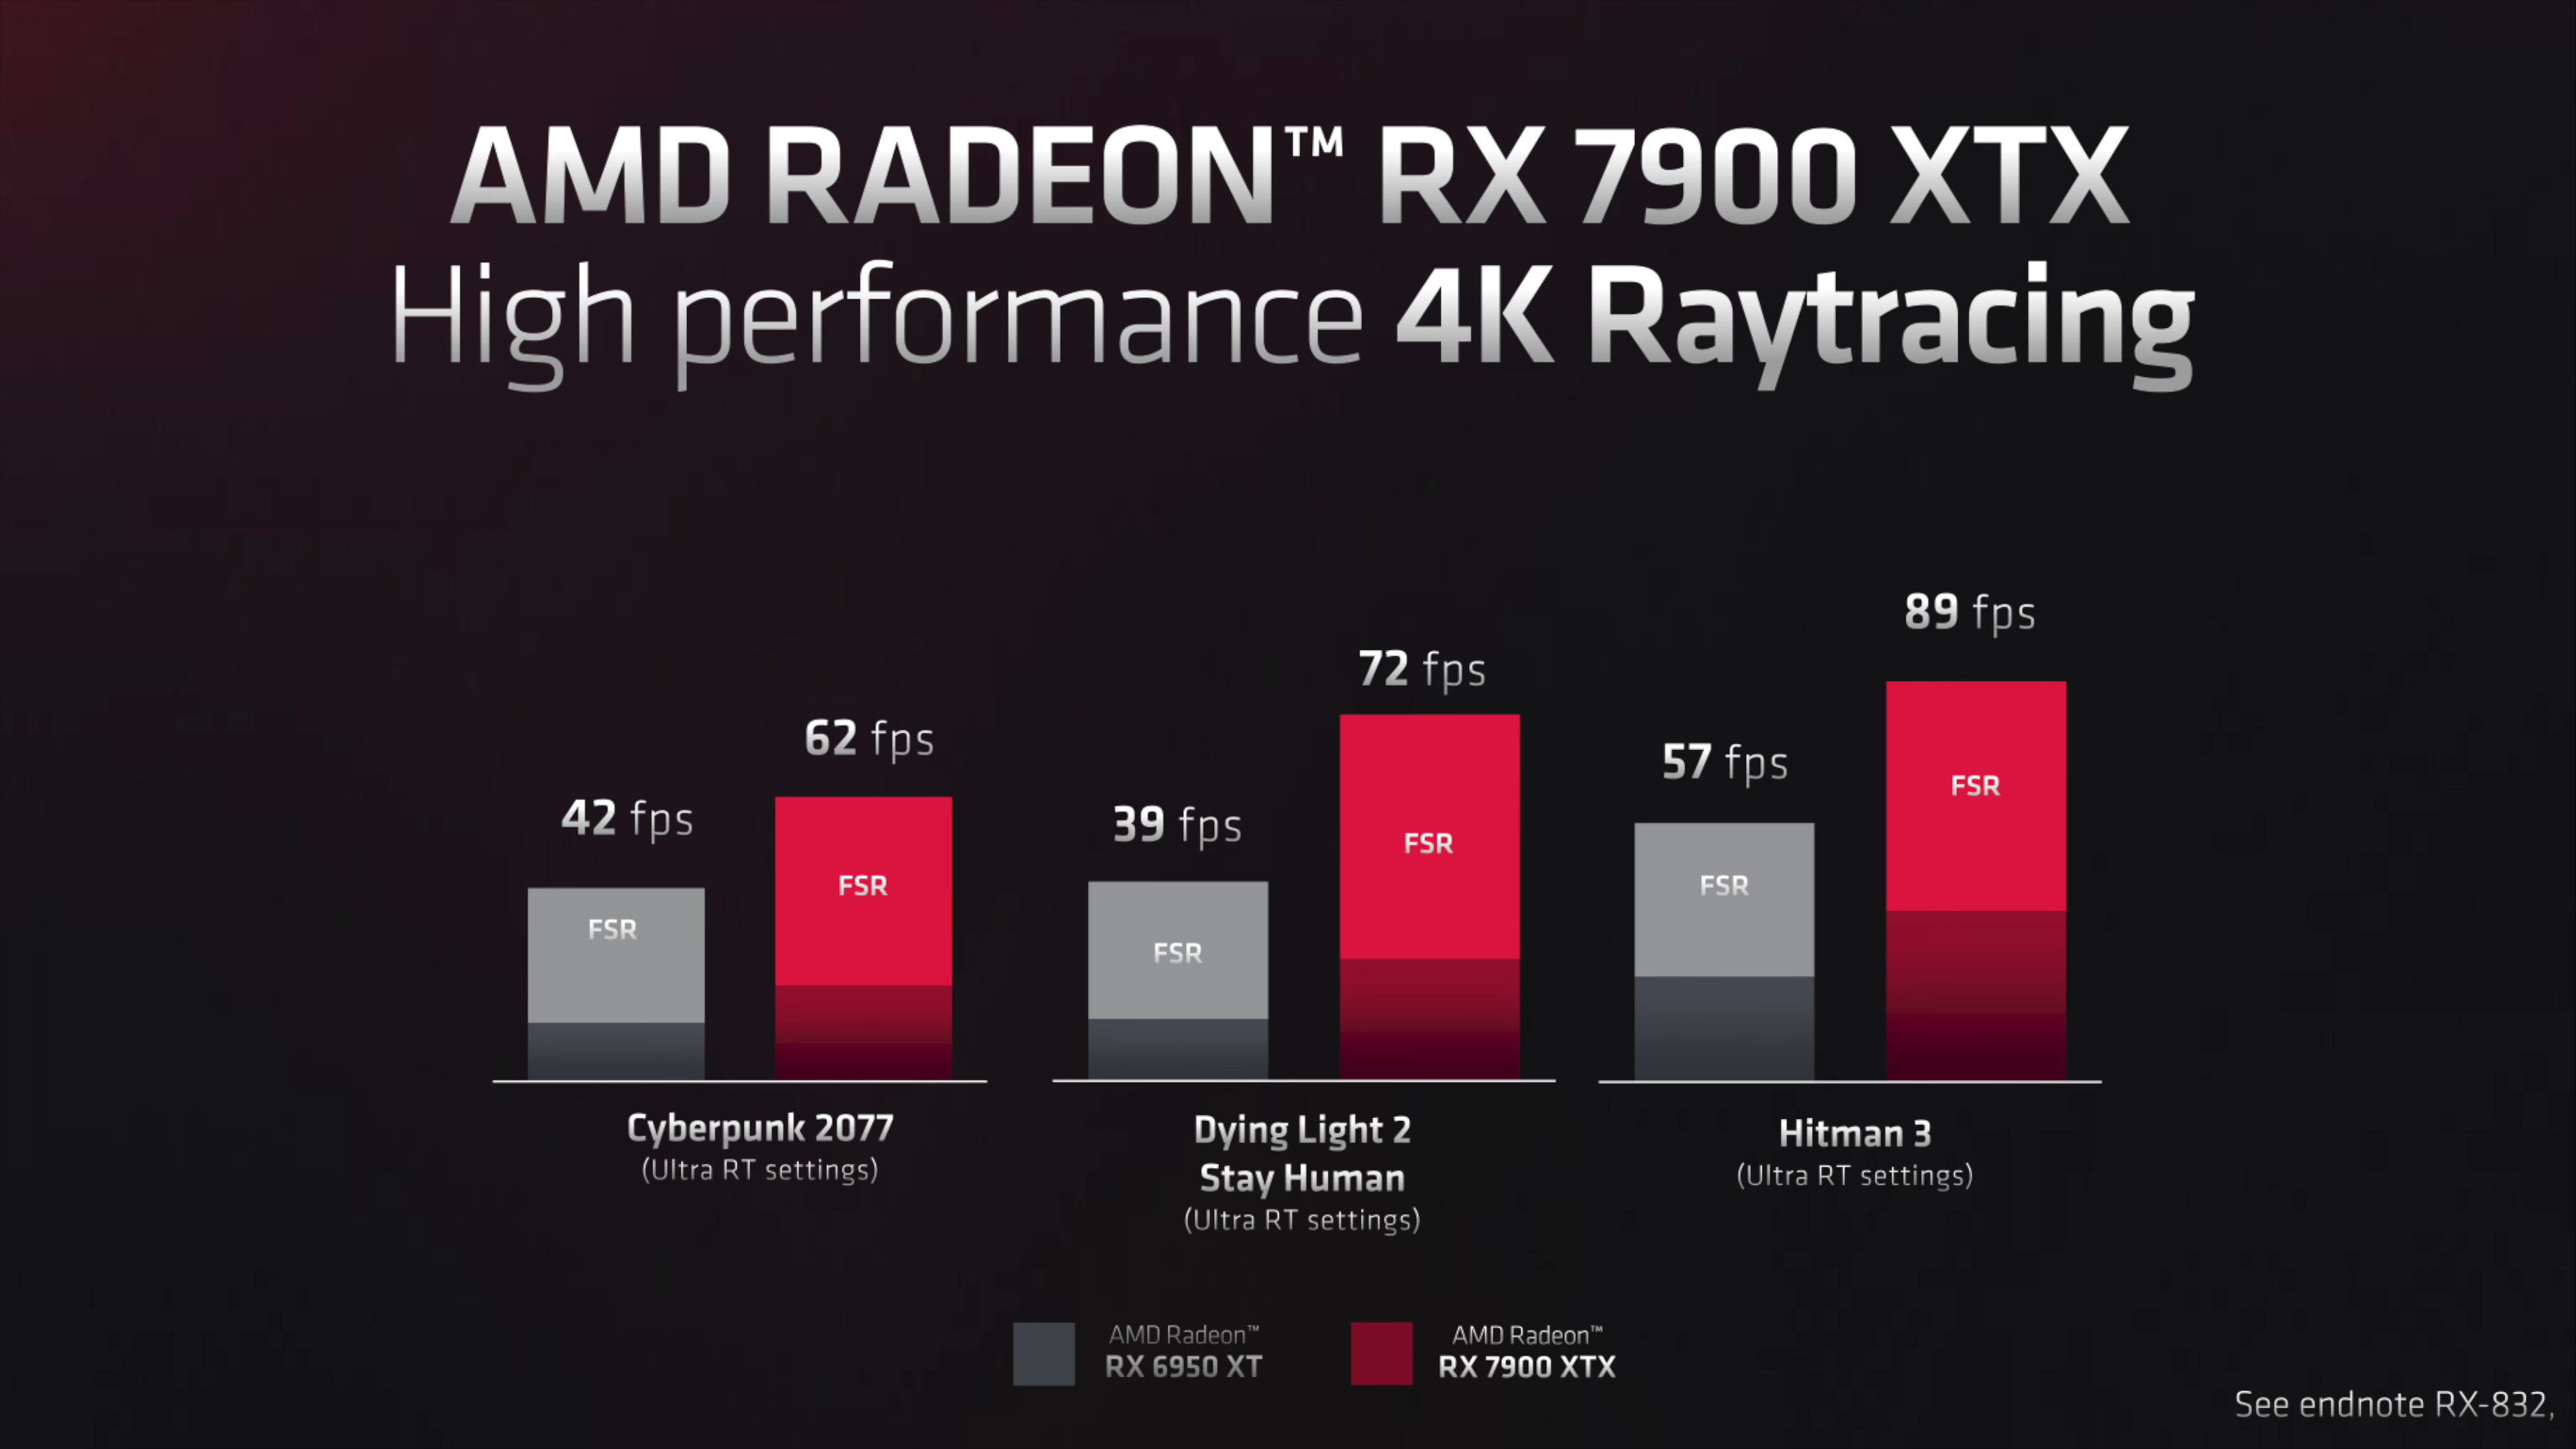 AMD RADEON™ RX 7900 XTX
High performance 4K Raytracing
42 fps
62 fps
39 fps
72 fps
57 fps
89 fps
FSR
FSR
FSR
FSR
FSR
FSR
Cyberpunk 2077
(Ultra RT settings)
Dying Light 2
Stay Human
(Ultra RT settings)
Hitman 3
(Ultra RT settings)
AMD Radeon™
RX 6950 XT
AMD Radeon™
RX 7900 XTX
See endnote RX-832,